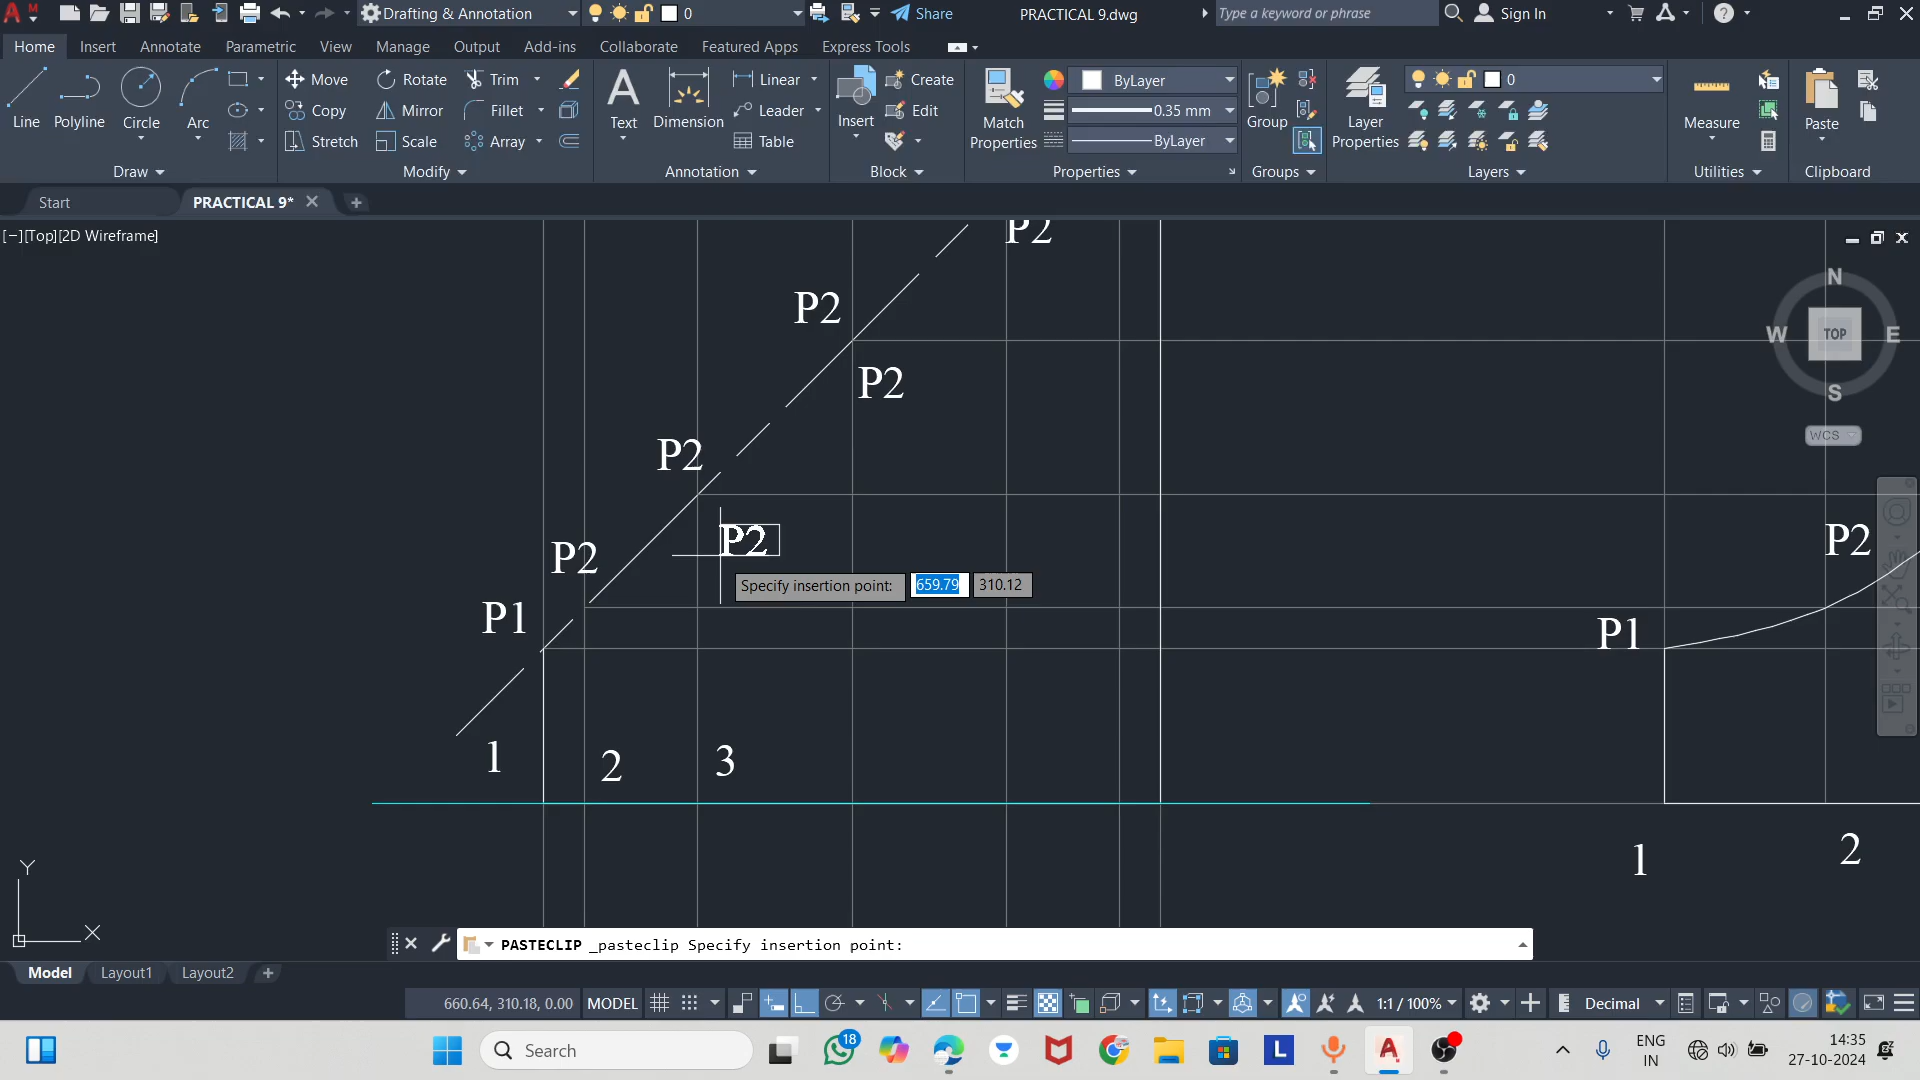 Drafting & Annotation
0
Share
PRACTICAL 9.dwg
Type a keyword or phrase
Sign In
Home Insert Annotate Parametric View Manage Output Add-ins Collaborate Featured Apps Express Tools
Line Polyline Circle Arc
Move Rotate Trim
Copy Mirror Fillet
Stretch Scale Array
Text Dimension
Linear
Leader
Table
Insert
Create
Edit
Match Properties
ByLayer
0.35 mm
ByLayer
Group
Layer Properties
0
Measure
Paste
Draw Modify Annotation Block Properties Groups Layers Utilities Clipboard
Start PRACTICAL 9*
[−][Top][2D Wireframe]
N
W TOP E
S
WCS
P2
P2
P2
P2
P2
P2
P2
Specify insertion point: 659.79 310.12
P1
P1
1
2
3
1
2
Y
X
PASTECLIP _pasteclip Specify insertion point:
Model Layout1 Layout2
660.64, 310.18, 0.00 MODEL 1:1 / 100% Decimal
Search
18
L
ENG
IN
14:35
27-10-2024